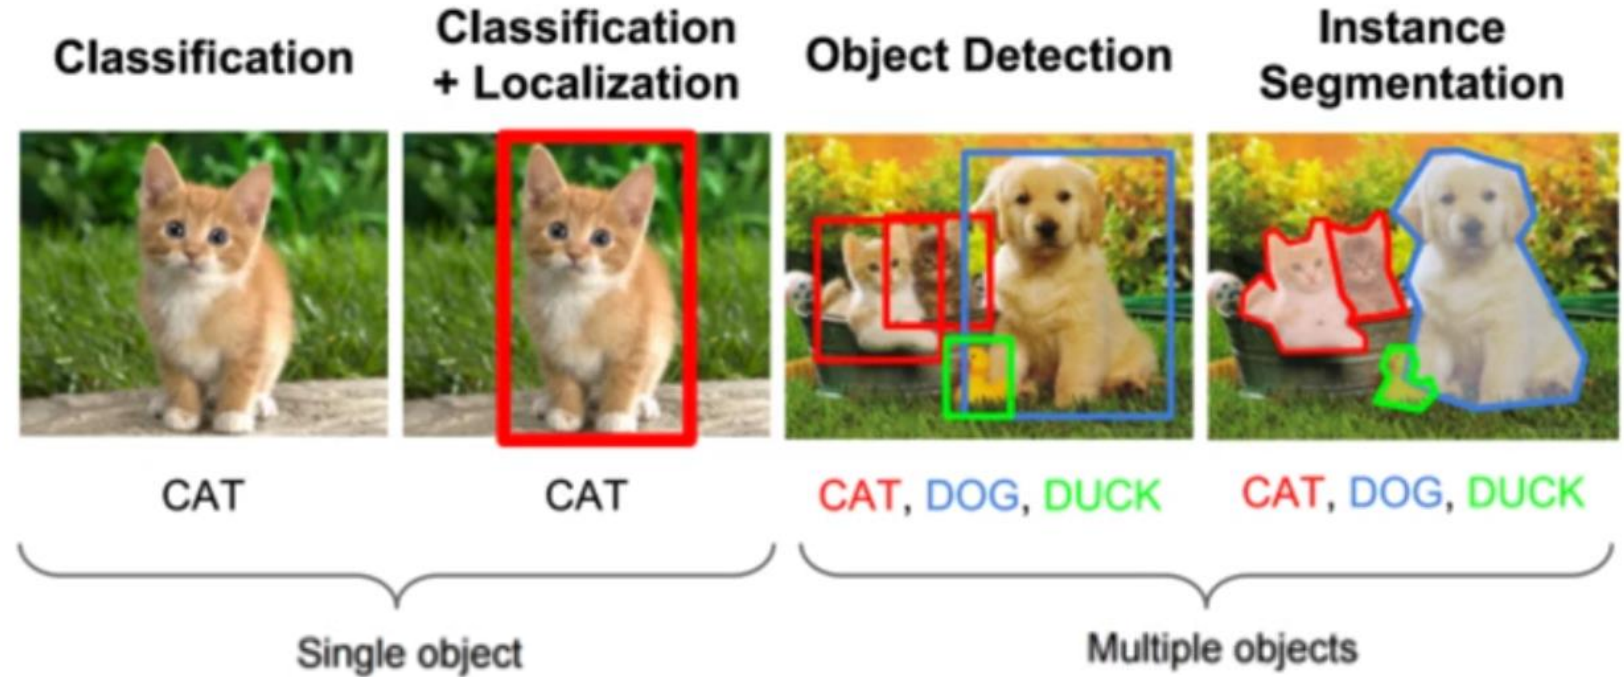 Classification
Classification
+ Localization
Object Detection
Instance
Segmentation
CAT
CAT
CAT, DOG, DUCK
CAT, DOG, DUCK
Single object
Multiple objects